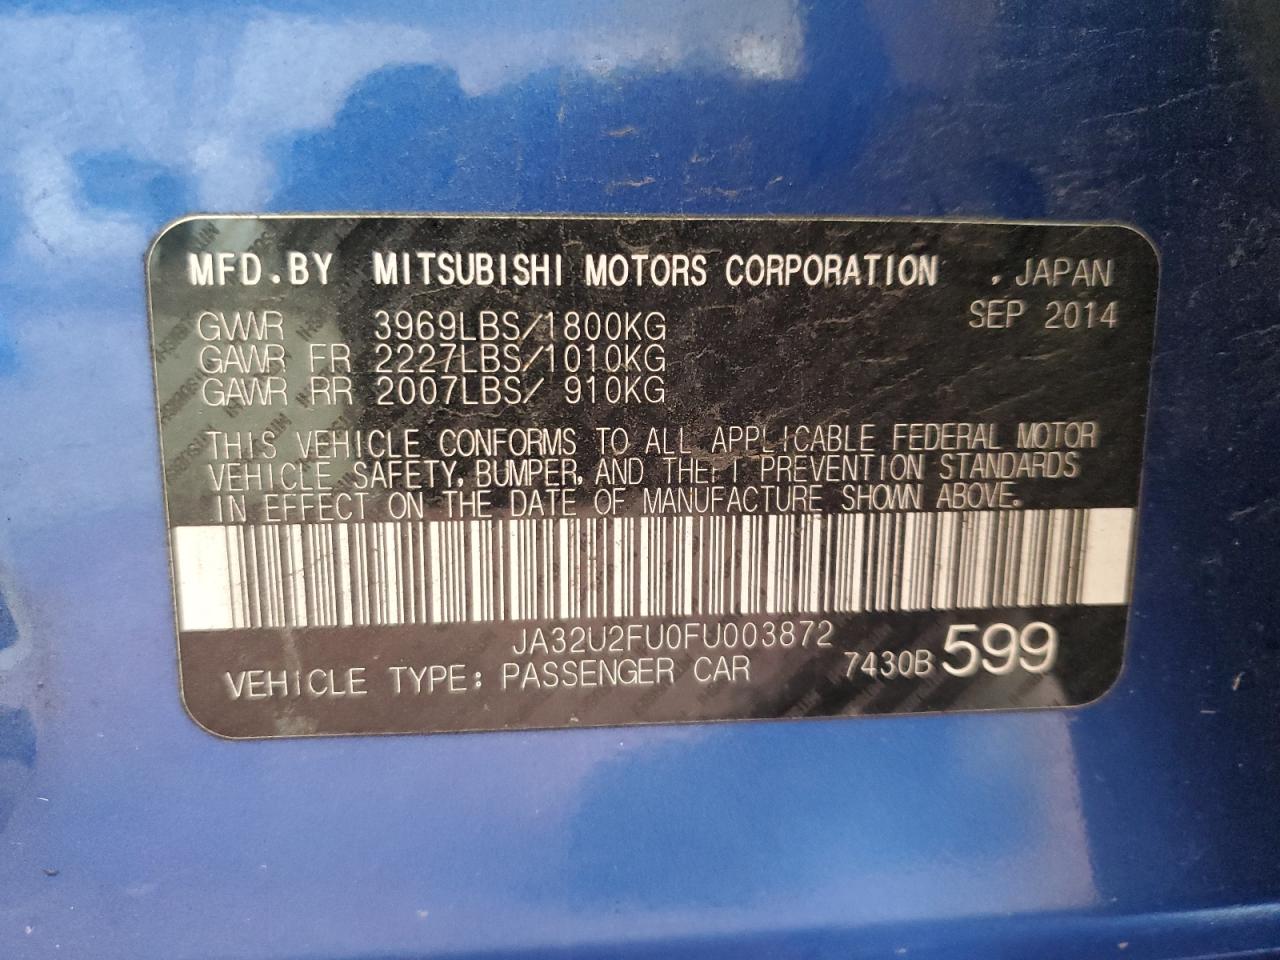 MFD.BY MITSUBISHI MOTORS CORPORATION , JAPAN
SEP 2014
GVWR 3969LBS/1800KG
GAWR FR 2227LBS/1010KG
GAWR RR 2007LBS/ 910KG
THIS VEHICLE CONFORMS TO ALL APPLICABLE FEDERAL MOTOR
VEHICLE SAFETY, BUMPER, AND THEFT PREVENTION STANDARDS
IN EFFECT ON THE DATE OF MANUFACTURE SHOWN ABOVE.
JA32U2FU0FU003872
VEHICLE TYPE: PASSENGER CAR 7430B 599